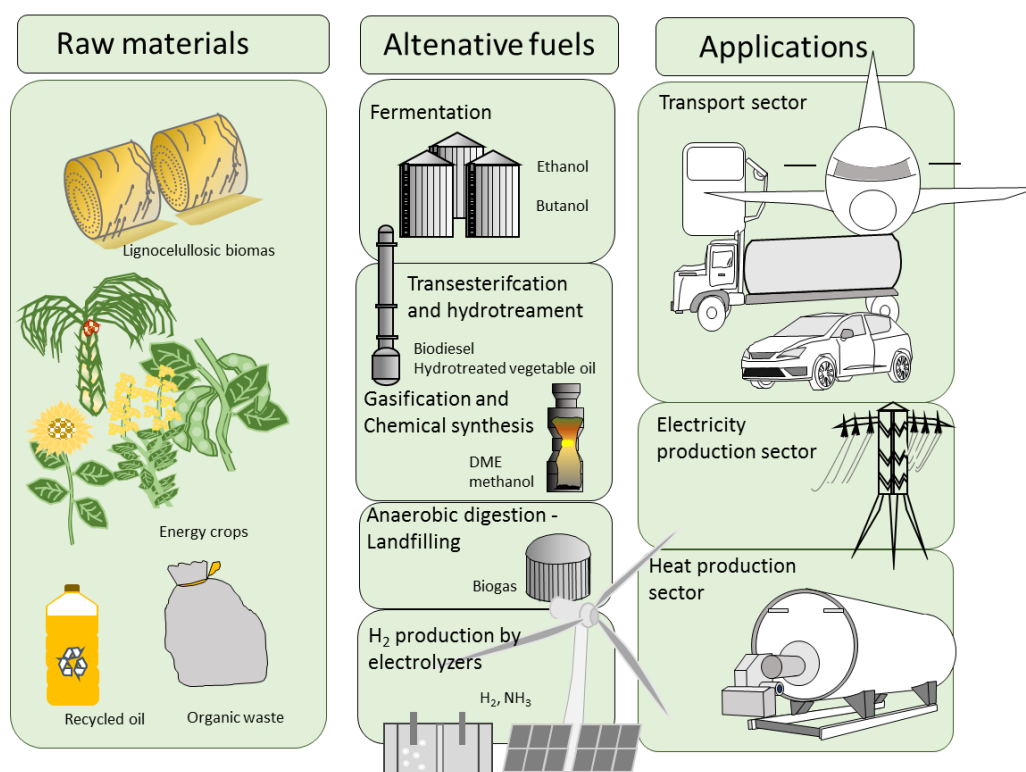 Raw materials
Lignocelullosic biomas
Energy crops
Recycled oil
Organic waste
Altenative fuels
Fermentation
Ethanol
Butanol
Transesterifcation
and hydrotreament
Biodiesel
Hydrotreated vegetable oil
Gasification and
Chemical synthesis
DME
methanol
Anaerobic digestion -
Landfilling
Biogas
H₂ production by
electrolyzers
H₂, NH₃
Applications
Transport sector
Electricity
production sector
Heat production
sector